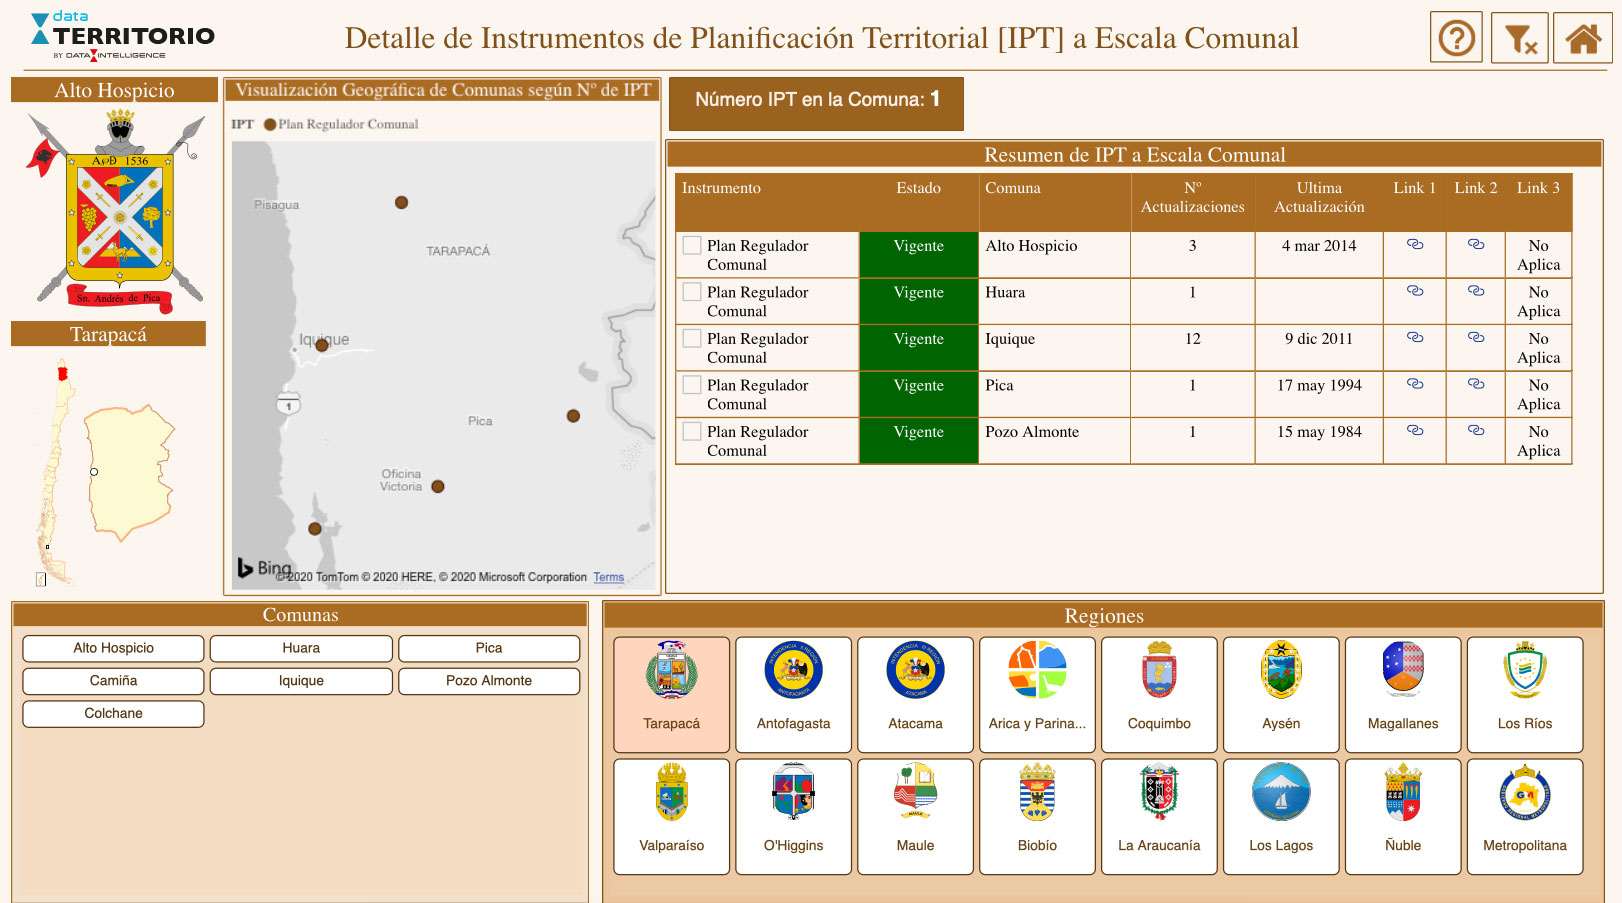 data
TERRITORIO
BY DATA INTELLIGENCE
Detalle de Instrumentos de Planificación Territorial [IPT] a Escala Comunal
Alto Hospicio
AÑD 1536
Sn. Andrés de Pica
Tarapacá
Visualización Geográfica de Comunas según Nº de IPT
IPT Plan Regulador Comunal
Pisagua
TARAPACÁ
Iquique
1
Pica
Oficina
Victoria
Bing
© 2020 TomTom © 2020 HERE, © 2020 Microsoft Corporation Terms
Número IPT en la Comuna: 1
Resumen de IPT a Escala Comunal
Instrumento Estado Comuna Nº Actualizaciones Ultima Actualización Link 1 Link 2 Link 3
Plan Regulador Comunal Vigente Alto Hospicio 3 4 mar 2014 No Aplica
Plan Regulador Comunal Vigente Huara 1 No Aplica
Plan Regulador Comunal Vigente Iquique 12 9 dic 2011 No Aplica
Plan Regulador Comunal Vigente Pica 1 17 may 1994 No Aplica
Plan Regulador Comunal Vigente Pozo Almonte 1 15 may 1984 No Aplica
Comunas
Alto Hospicio Huara Pica
Camiña Iquique Pozo Almonte
Colchane
Regiones
Tarapacá Antofagasta Atacama Arica y Parina... Coquimbo Aysén Magallanes Los Ríos
Valparaíso O'Higgins Maule Biobío La Araucanía Los Lagos Ñuble Metropolitana